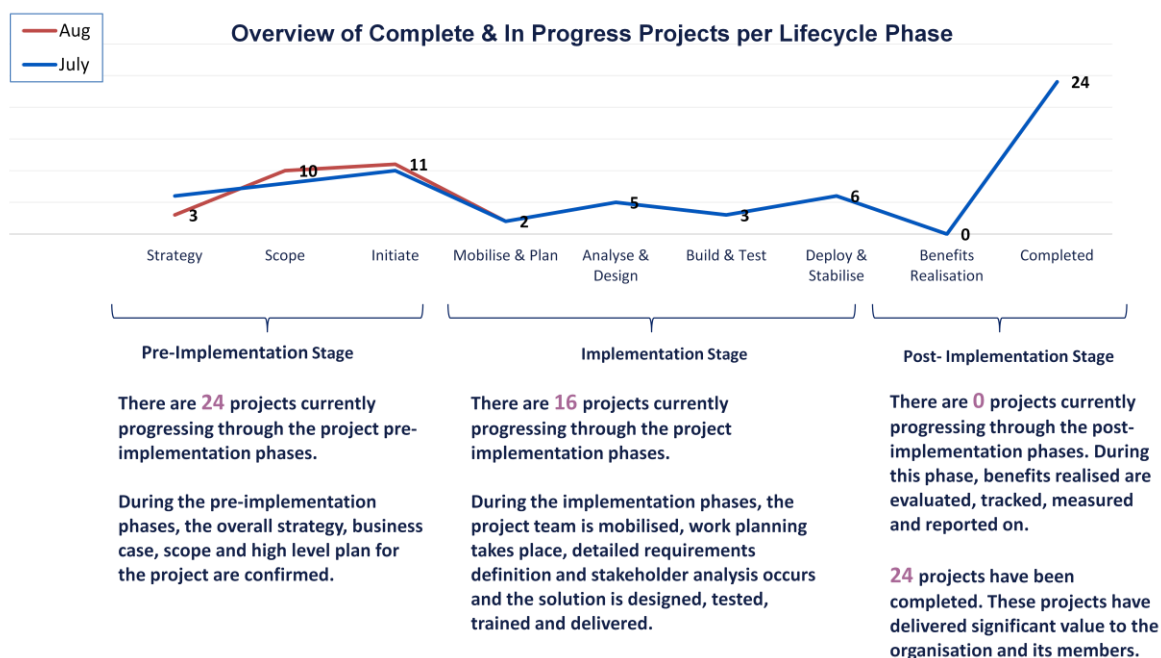 Aug
July
Overview of Complete & In Progress Projects per Lifecycle Phase
3
10
11
2
5
3
6
0
24
Strategy
Scope
Initiate
Mobilise & Plan
Analyse &
Design
Build & Test
Deploy &
Stabilise
Benefits
Realisation
Completed
Pre-Implementation Stage
There are 24 projects currently
progressing through the project pre-
implementation phases.
During the pre-implementation
phases, the overall strategy, business
case, scope and high level plan for
the project are confirmed.
Implementation Stage
There are 16 projects currently
progressing through the project
implementation phases.
During the implementation phases, the
project team is mobilised, work planning
takes place, detailed requirements
definition and stakeholder analysis occurs
and the solution is designed, tested,
trained and delivered.
Post- Implementation Stage
There are 0 projects currently
progressing through the post-
implementation phases. During
this phase, benefits realised are
evaluated, tracked, measured
and reported on.
24 projects have been
completed. These projects have
delivered significant value to the
organisation and its members.